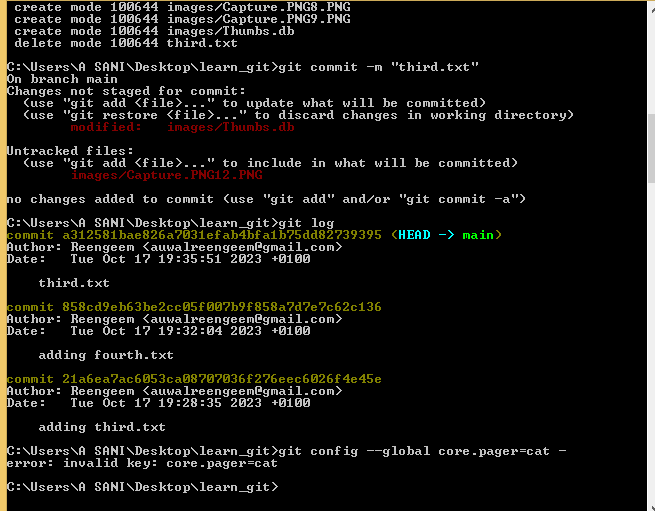 create mode 100644 images/Capture.PNG8.PNG
create mode 100644 images/Capture.PNG9.PNG
create mode 100644 images/Thumbs.db
delete mode 100644 third.txt
C:\Users\A SANI\Desktop\learn_git>git commit -m "third.txt"
On branch main
Changes not staged for commit:
(use "git add <file>..." to update what will be committed)
(use "git restore <file>..." to discard changes in working directory)
modified:   images/Thumbs.db
Untracked files:
(use "git add <file>..." to include in what will be committed)
images/Capture.PNG12.PNG
no changes added to commit (use "git add" and/or "git commit -a")
C:\Users\A SANI\Desktop\learn_git>git log
commit a312581bae826a7031efab4bfa1b75dd82739395 (HEAD -> main)
Author: Reengeem <auwalreengeem@gmail.com>
Date:   Tue Oct 17 19:35:51 2023 +0100
third.txt
commit 858cd9eb63be2cc05f007b9f858a7d7e7c62c136
Author: Reengeem <auwalreengeem@gmail.com>
Date:   Tue Oct 17 19:32:04 2023 +0100
adding fourth.txt
commit 21a6ea7ac6053ca08707036f276eec6026f4e45e
Author: Reengeem <auwalreengeem@gmail.com>
Date:   Tue Oct 17 19:28:35 2023 +0100
adding third.txt
C:\Users\A SANI\Desktop\learn_git>git config --global core.pager=cat -
error: invalid key: core.pager=cat
C:\Users\A SANI\Desktop\learn_git>